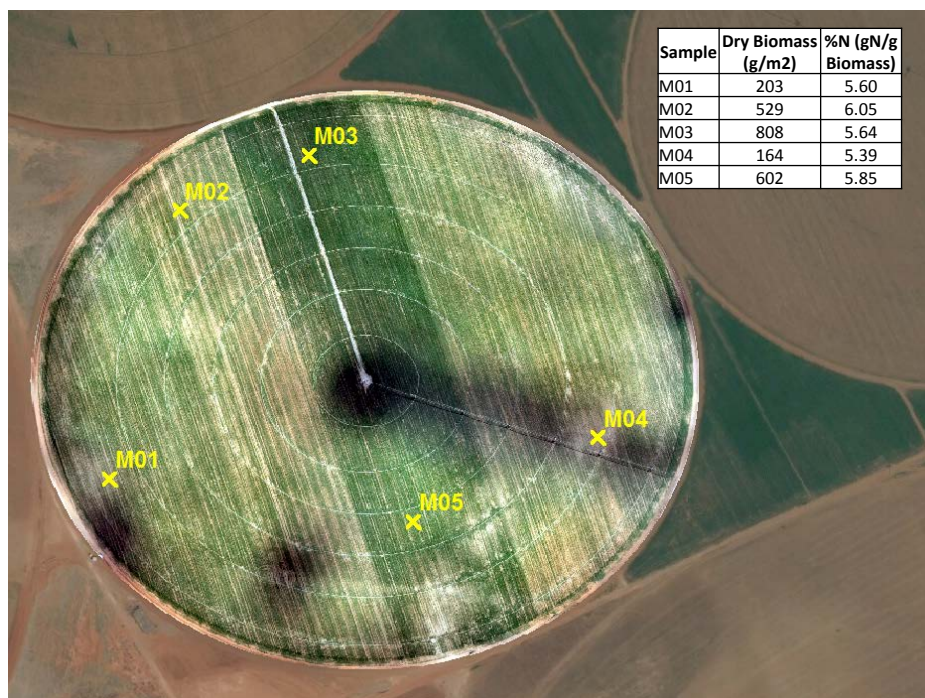 Sample Dry Biomass (g/m2) %N (gN/g Biomass)
M01 203 5.60
M02 529 6.05
M03 808 5.64
M04 164 5.39
M05 602 5.85
M03
M02
M04
M01
M05